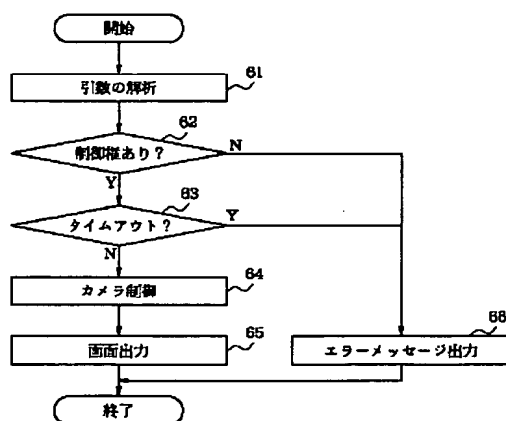 開始
引数の解析
61
62
制御権あり?
N
Y
63
タイムアウト?
Y
N
64
カメラ制御
65
画面出力
66
エラーメッセージ出力
終了